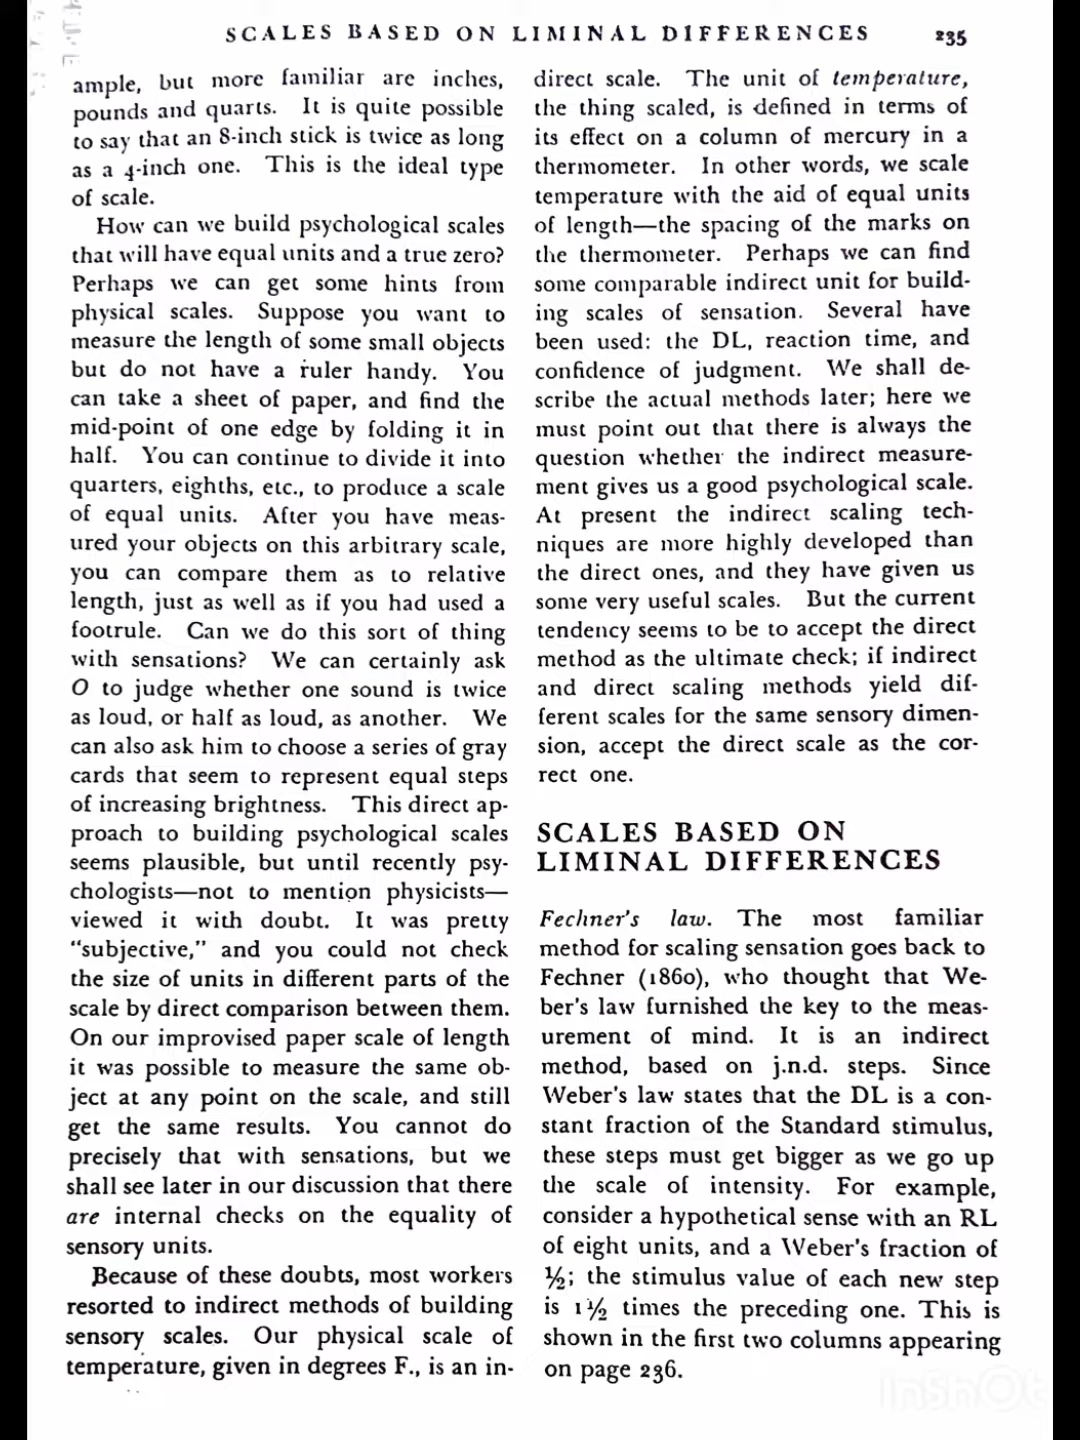 SCALES BASED ON LIMINAL DIFFERENCES 235
ample, but more familiar are inches,
pounds and quarts. It is quite possible
to say that an 8-inch stick is twice as long
as a 4-inch one. This is the ideal type
of scale.
How can we build psychological scales
that will have equal units and a true zero?
Perhaps we can get some hints from
physical scales. Suppose you want to
measure the length of some small objects
but do not have a ruler handy. You
can take a sheet of paper, and find the
mid-point of one edge by folding it in
half. You can continue to divide it into
quarters, eighths, etc., to produce a scale
of equal units. After you have meas-
ured your objects on this arbitrary scale,
you can compare them as to relative
length, just as well as if you had used a
footrule. Can we do this sort of thing
with sensations? We can certainly ask
O to judge whether one sound is twice
as loud, or half as loud, as another. We
can also ask him to choose a series of gray
cards that seem to represent equal steps
of increasing brightness. This direct ap-
proach to building psychological scales
seems plausible, but until recently psy-
chologists—not to mention physicists—
viewed it with doubt. It was pretty
"subjective," and you could not check
the size of units in different parts of the
scale by direct comparison between them.
On our improvised paper scale of length
it was possible to measure the same ob-
ject at any point on the scale, and still
get the same results. You cannot do
precisely that with sensations, but we
shall see later in our discussion that there
are internal checks on the equality of
sensory units.
Because of these doubts, most workers
resorted to indirect methods of building
sensory scales. Our physical scale of
temperature, given in degrees F., is an in-
direct scale. The unit of temperature,
the thing scaled, is defined in terms of
its effect on a column of mercury in a
thermometer. In other words, we scale
temperature with the aid of equal units
of length—the spacing of the marks on
the thermometer. Perhaps we can find
some comparable indirect unit for build-
ing scales of sensation. Several have
been used: the DL, reaction time, and
confidence of judgment. We shall de-
scribe the actual methods later; here we
must point out that there is always the
question whether the indirect measure-
ment gives us a good psychological scale.
At present the indirect scaling tech-
niques are more highly developed than
the direct ones, and they have given us
some very useful scales. But the current
tendency seems to be to accept the direct
method as the ultimate check; if indirect
and direct scaling methods yield dif-
ferent scales for the same sensory dimen-
sion, accept the direct scale as the cor-
rect one.
SCALES BASED ON
LIMINAL DIFFERENCES
Fechner's law. The most familiar
method for scaling sensation goes back to
Fechner (1860), who thought that We-
ber's law furnished the key to the meas-
urement of mind. It is an indirect
method, based on j.n.d. steps. Since
Weber's law states that the DL is a con-
stant fraction of the Standard stimulus,
these steps must get bigger as we go up
the scale of intensity. For example,
consider a hypothetical sense with an RL
of eight units, and a Weber's fraction of
½; the stimulus value of each new step
is 1½ times the preceding one. This is
shown in the first two columns appearing
on page 236.
InShOt